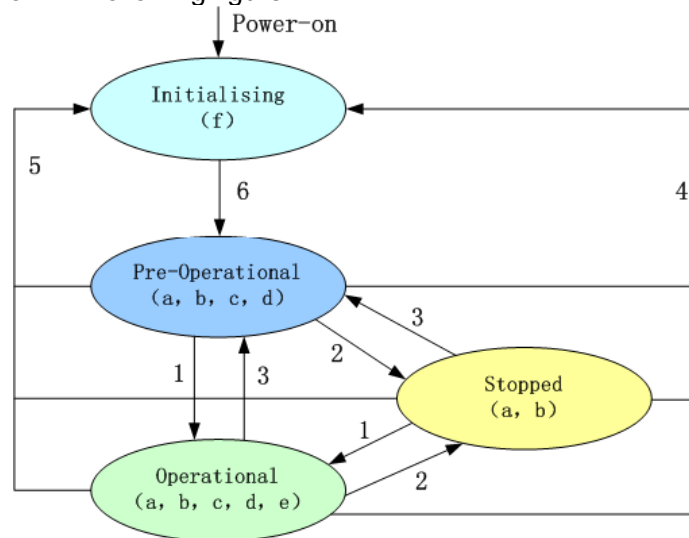 Power-on
Initialising
(f)
5
6
4
Pre-Operational
(a, b, c, d)
3
2
1
3
Stopped
(a, b)
1
Operational
(a, b, c, d, e)
2